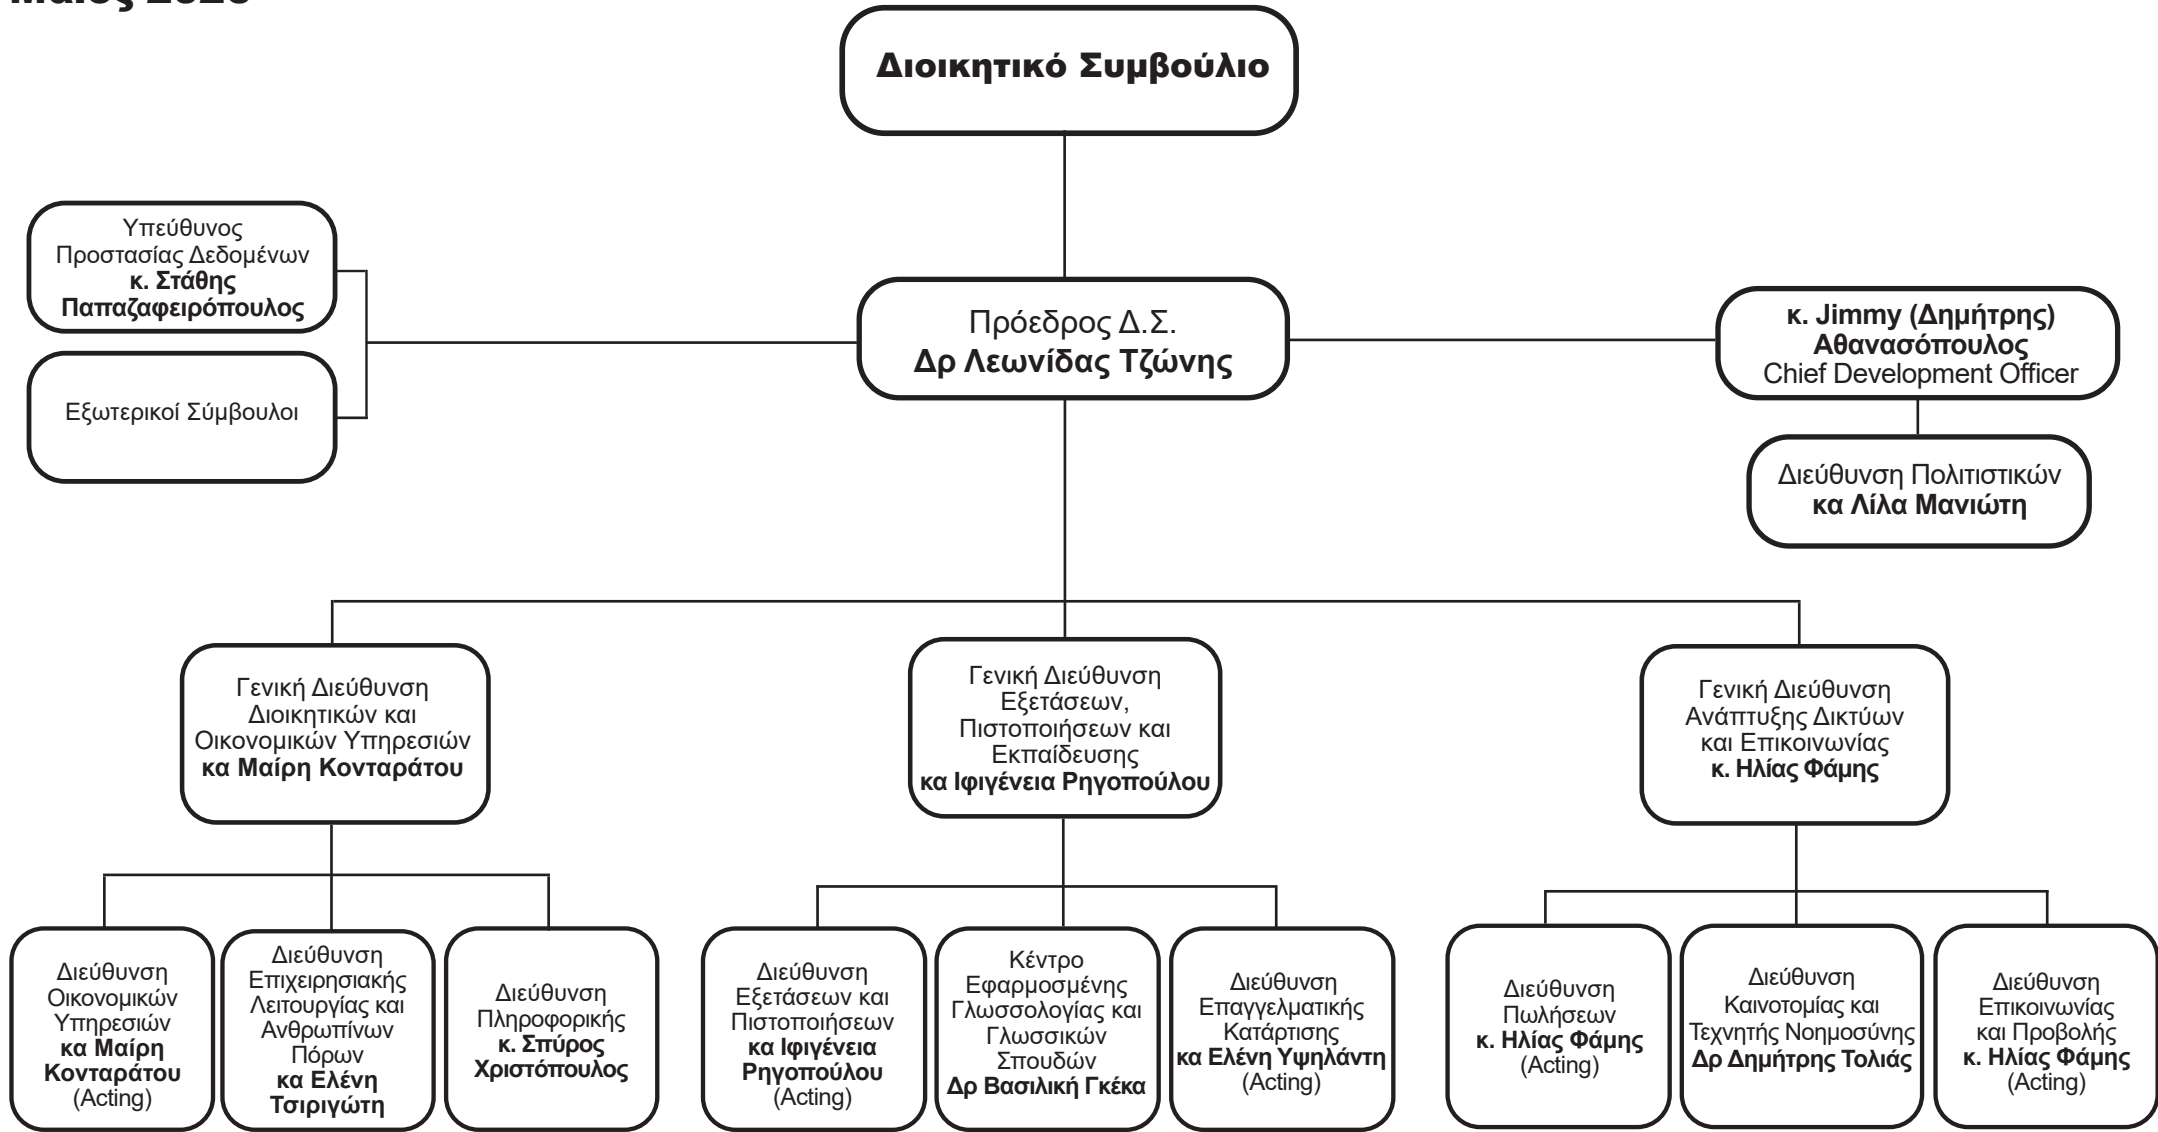 Διοικητικό Συμβούλιο
Υπεύθυνος
Προστασίας Δεδομένων
κ. Στάθης
Παπαζαφειρόπουλος
Εξωτερικοί Σύμβουλοι
Πρόεδρος Δ.Σ.
Δρ Λεωνίδας Τζώνης
κ. Jimmy (Δημήτρης)
Αθανασόπουλος
Chief Development Officer
Διεύθυνση Πολιτιστικών
κα Λίλα Μανιώτη
Γενική Διεύθυνση
Διοικητικών και
Οικονομικών Υπηρεσιών
κα Μαίρη Κονταράτου
Γενική Διεύθυνση
Εξετάσεων,
Πιστοποιήσεων και
Εκπαίδευσης
κα Ιφιγένεια Ρηγοπούλου
Γενική Διεύθυνση
Ανάπτυξης Δικτύων
και Επικοινωνίας
κ. Ηλίας Φάμης
Διεύθυνση
Οικονομικών
Υπηρεσιών
κα Μαίρη
Κονταράτου
(Acting)
Διεύθυνση
Επιχειρησιακής
Λειτουργίας και
Ανθρωπίνων
Πόρων
κα Ελένη
Τσιριγώτη
Διεύθυνση
Πληροφορικής
κ. Σπύρος
Χριστόπουλος
Διεύθυνση
Εξετάσεων και
Πιστοποιήσεων
κα Ιφιγένεια
Ρηγοπούλου
(Acting)
Κέντρο
Εφαρμοσμένης
Γλωσσολογίας και
Γλωσσικών
Σπουδών
Δρ Βασιλική Γκέκα
Διεύθυνση
Επαγγελματικής
Κατάρτισης
κα Ελένη Υψηλάντη
(Acting)
Διεύθυνση
Πωλήσεων
κ. Ηλίας Φάμης
(Acting)
Διεύθυνση
Καινοτομίας και
Τεχνητής Νοημοσύνης
Δρ Δημήτρης Τολιάς
Διεύθυνση
Επικοινωνίας
και Προβολής
κ. Ηλίας Φάμης
(Acting)